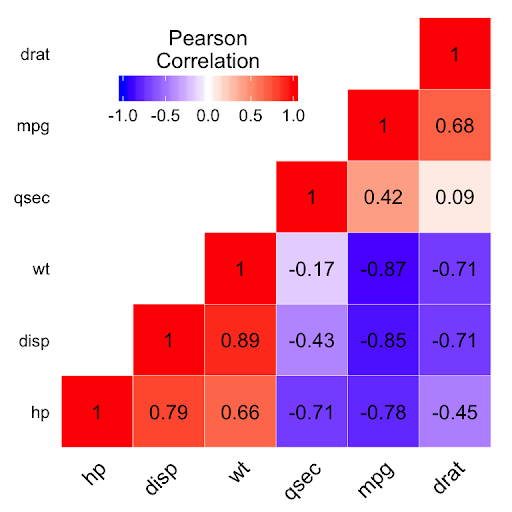 Pearson
Correlation
-1.0 -0.5 0.0 0.5 1.0
drat 1
mpg 1 0.68
qsec 1 0.42 0.09
wt 1 -0.17 -0.87 -0.71
disp 1 0.89 -0.43 -0.85 -0.71
hp 1 0.79 0.66 -0.71 -0.78 -0.45
hp disp wt qsec mpg drat